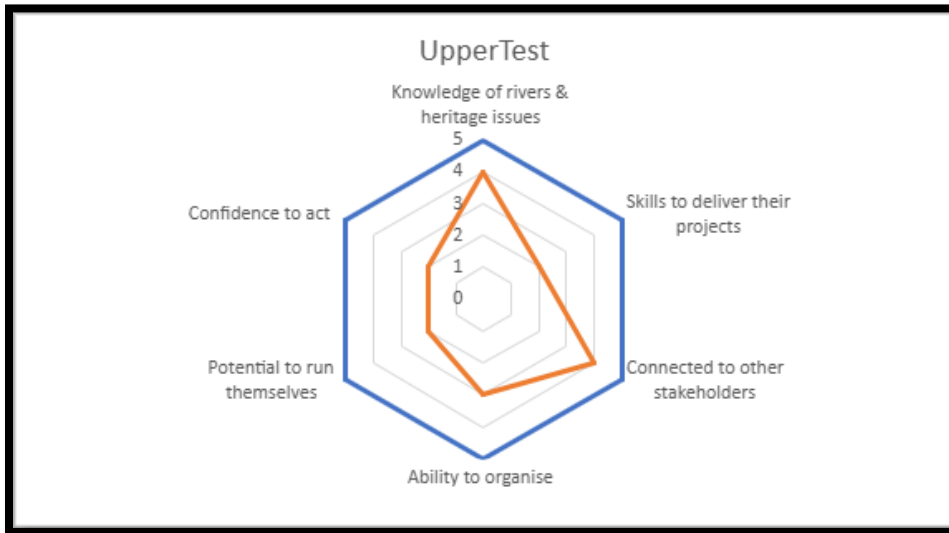 UpperTest
Knowledge of rivers &
heritage issues
5
4
3
2
1
0
Skills to deliver their
projects
Connected to other
stakeholders
Ability to organise
Potential to run
themselves
Confidence to act